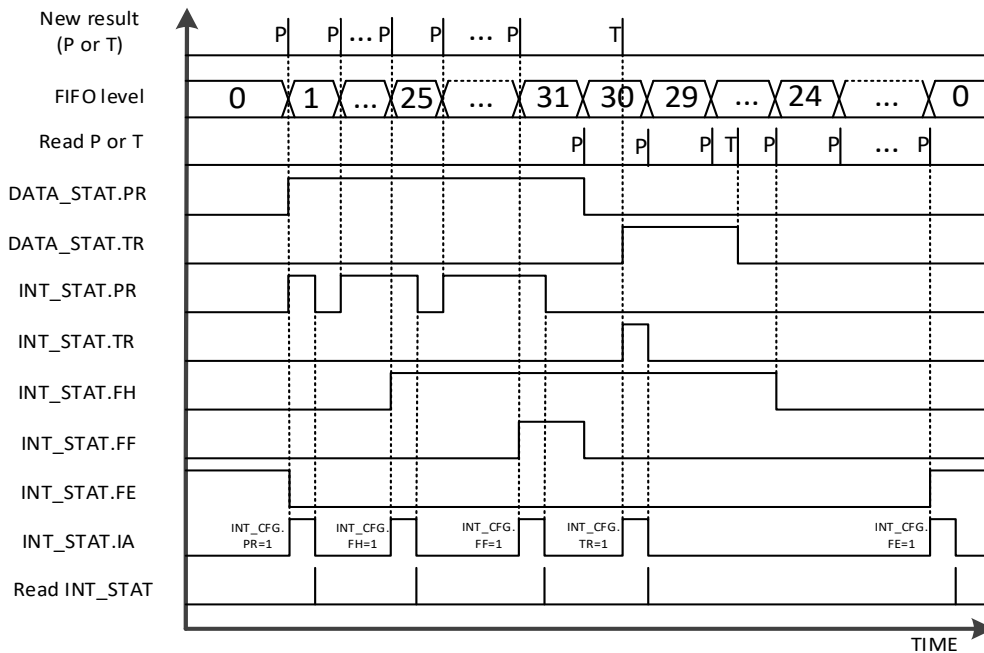 New result
(P or T)
P P ... P P ... P T
FIFO level
0 1 ... 25 ... 31 30 29 ... 24 ... 0
Read P or T
P P P T P P ... P
DATA_STAT.PR
DATA_STAT.TR
INT_STAT.PR
INT_STAT.TR
INT_STAT.FH
INT_STAT.FF
INT_STAT.FE
INT_STAT.IA
INT_CFG.
PR=1
INT_CFG.
FH=1
INT_CFG.
FF=1
INT_CFG.
TR=1
INT_CFG.
FE=1
Read INT_STAT
TIME